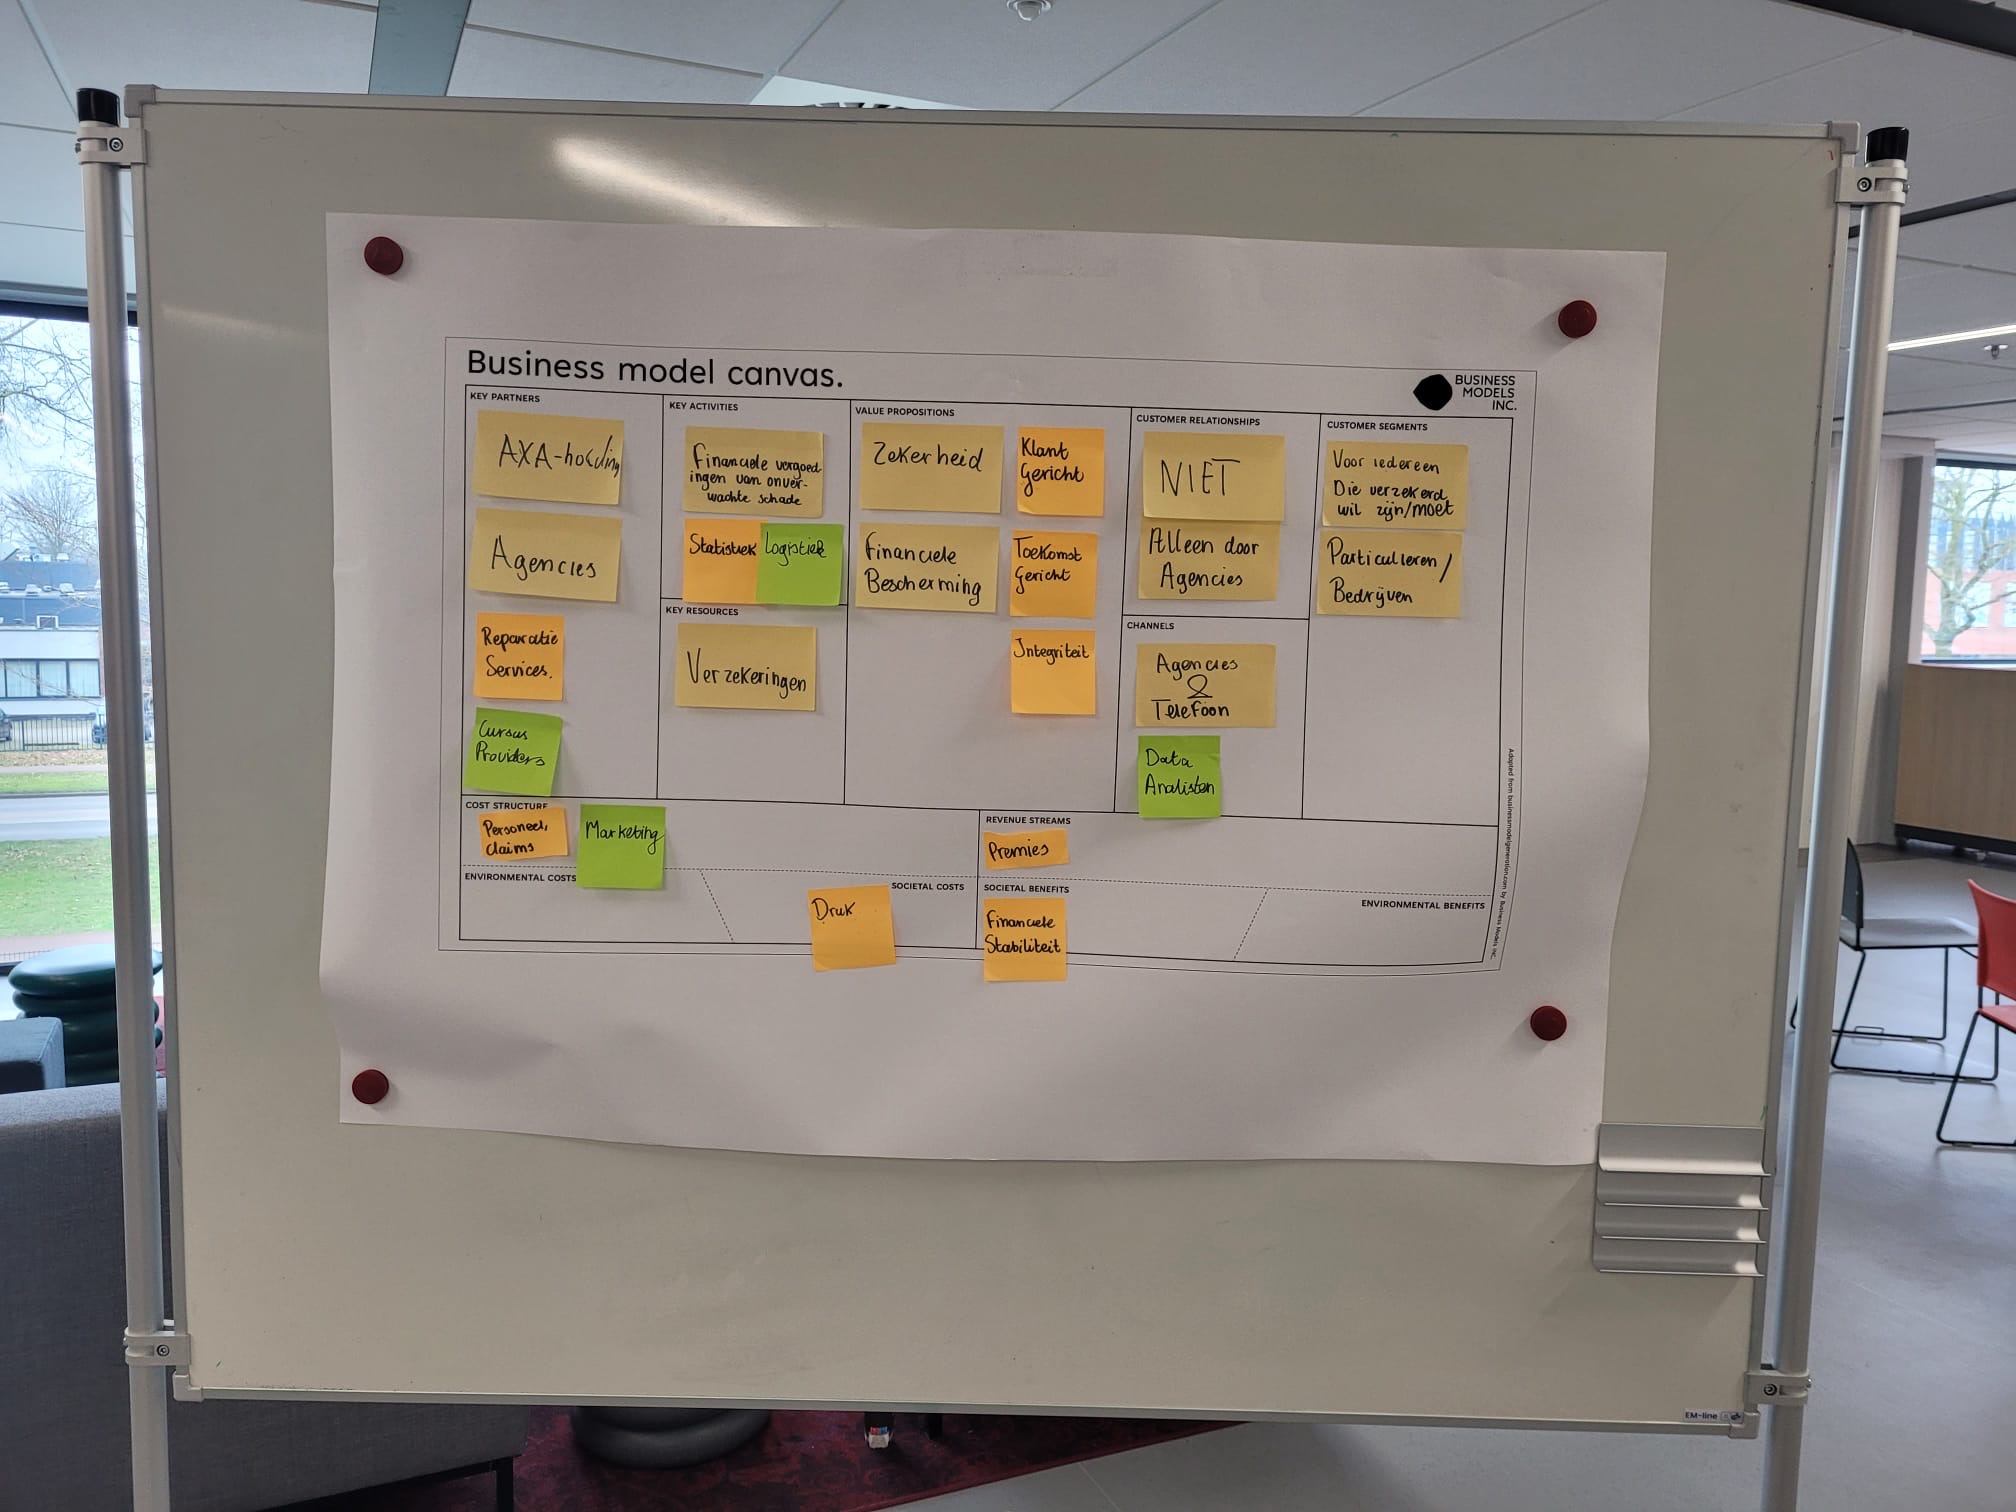 Business model canvas.
BUSINESS
MODELS
INC.
KEY PARTNERS
AXA-holding
Agencies
Reparatie
Services.
Cursus
Providers
KEY ACTIVITIES
Financiele vergoed-
ingen van onver-
wachte schade
Statistiek
Logistiek
KEY RESOURCES
Verzekeringen
VALUE PROPOSITIONS
Zekerheid
Klant
Gericht
Financiele
Bescherming
Toekomst
Gericht
Integriteit
CUSTOMER RELATIONSHIPS
NIET
Alleen door
Agencies
CHANNELS
Agencies
&
Telefoon
Data
Analisten
CUSTOMER SEGMENTS
Voor iedereen
Die verzekerd
wil zijn/moet
Particulieren/
Bedrijven
COST STRUCTURE
Personeel,
claims
Marketing
REVENUE STREAMS
Premies
ENVIRONMENTAL COSTS
SOCIETAL COSTS
Druk
SOCIETAL BENEFITS
Financiele
Stabiliteit
ENVIRONMENTAL BENEFITS
Adapted from businessmodelgeneration.com by Business Models INC.
EM-line